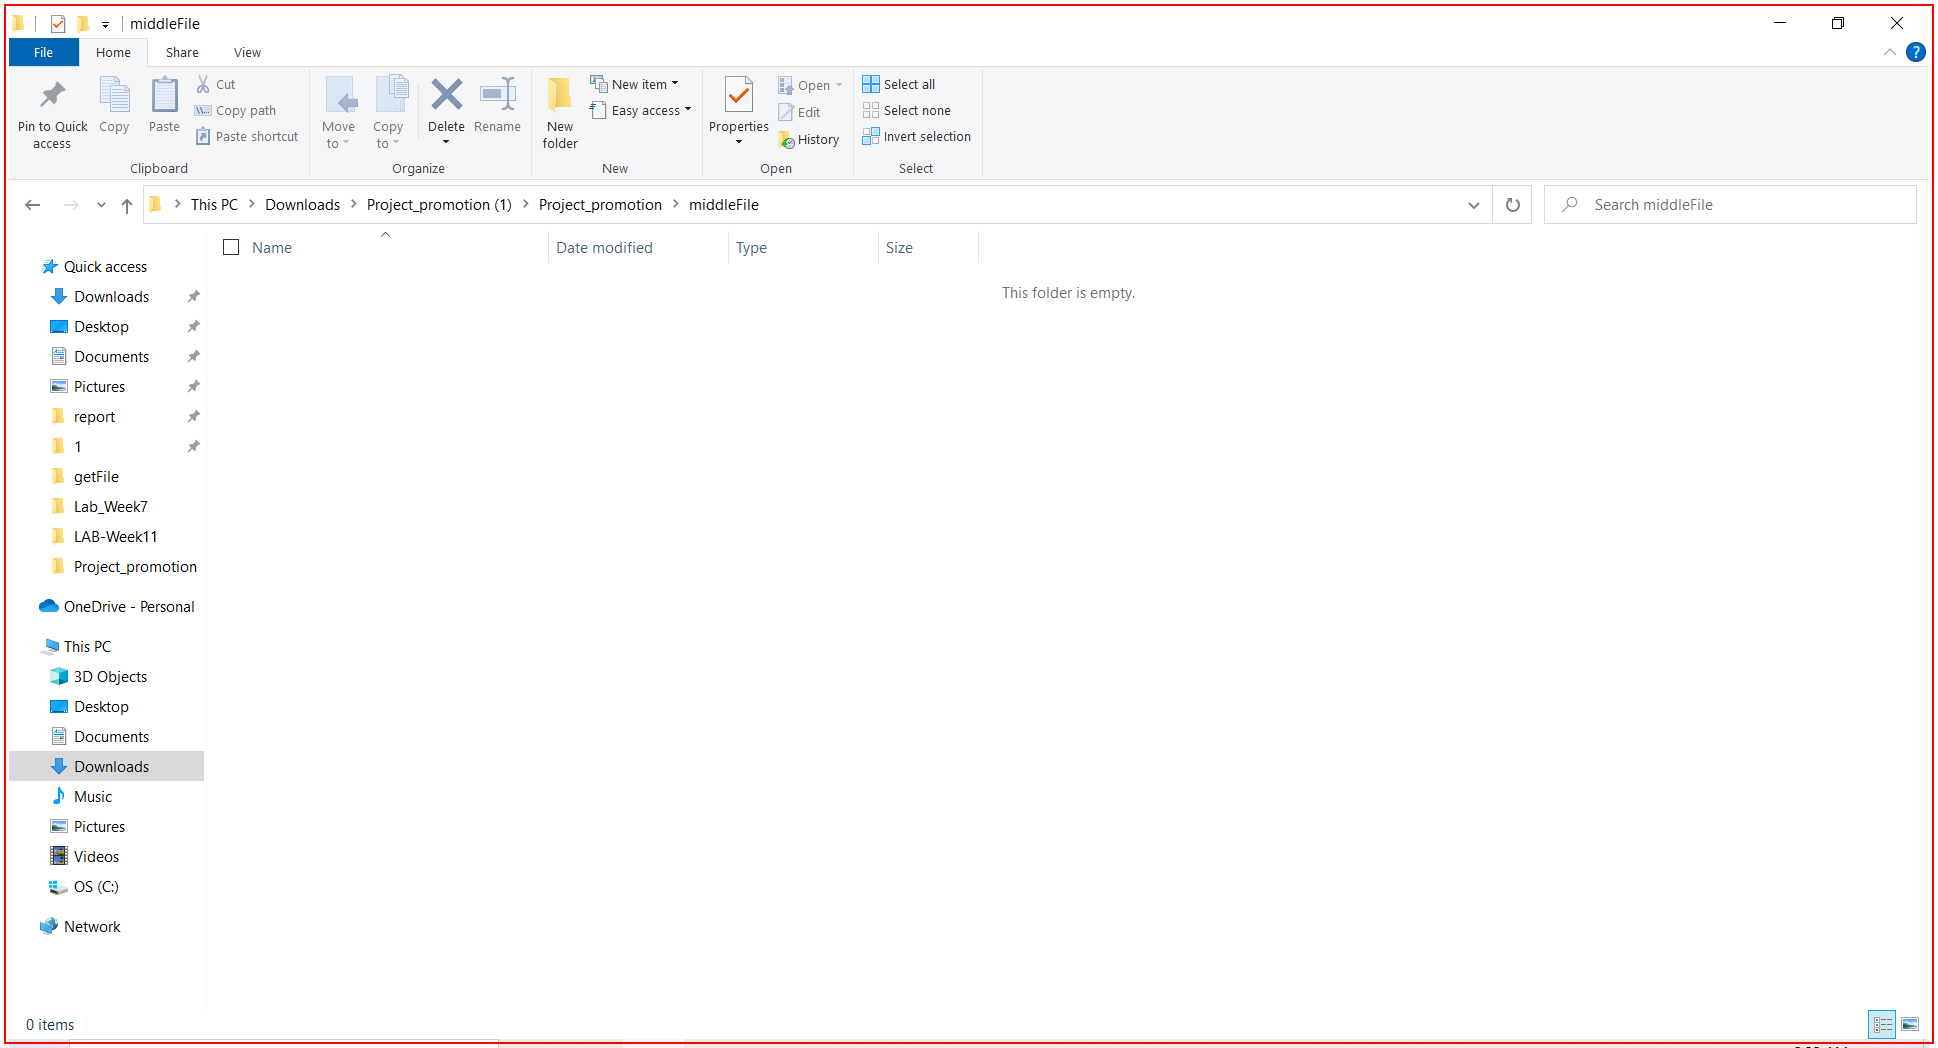 middleFile
File Home Share View
Pin to Quick access
Copy
Paste
Cut
Copy path
Paste shortcut
Clipboard
Move to
Copy to
Delete
Rename
Organize
New folder
New item
Easy access
New
Properties
Open
Edit
History
Open
Select all
Select none
Invert selection
Select
This PC > Downloads > Project_promotion (1) > Project_promotion > middleFile
Search middleFile
Name Date modified Type Size
This folder is empty.
Quick access
Downloads
Desktop
Documents
Pictures
report
1
getFile
Lab_Week7
LAB-Week11
Project_promotion
OneDrive - Personal
This PC
3D Objects
Desktop
Documents
Downloads
Music
Pictures
Videos
OS (C:)
Network
0 items